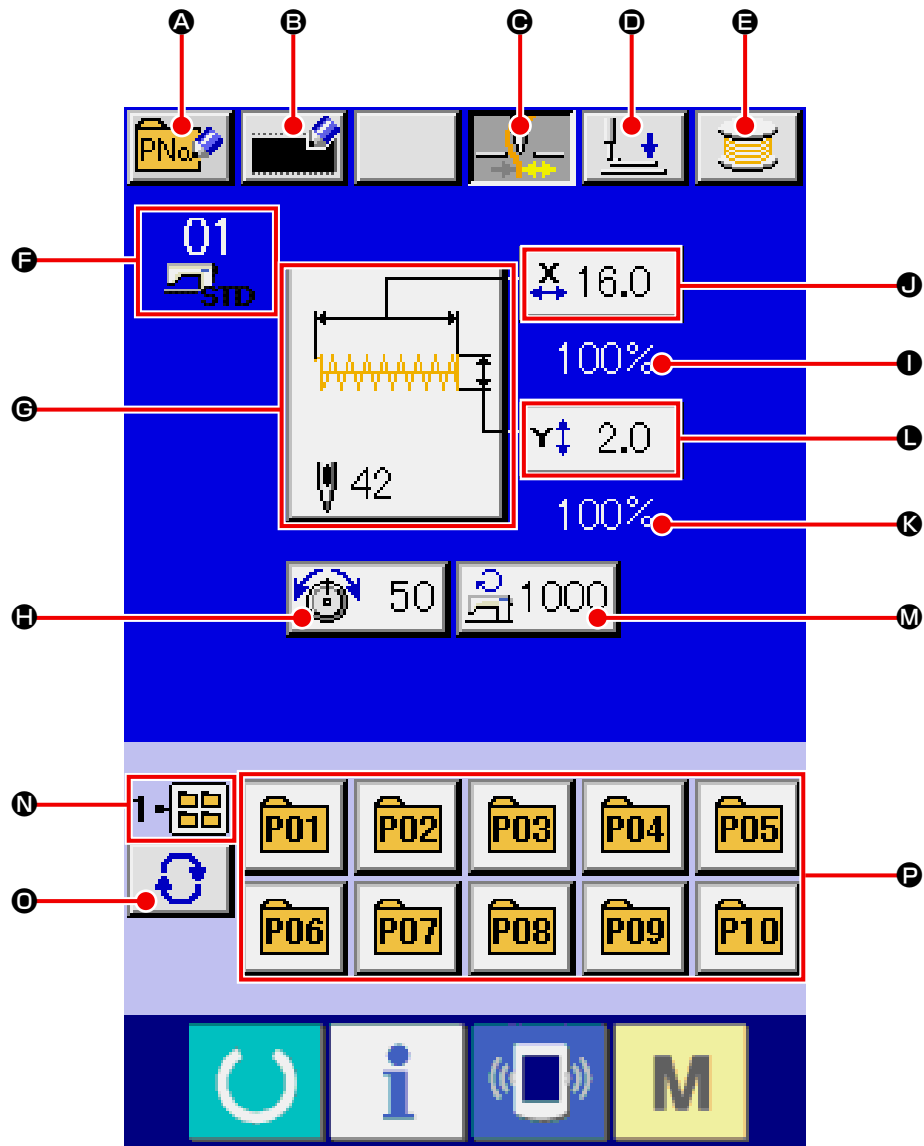 A B C D E
PNo.
F 01
STD
X 16.0 J
100% I
G
Y 2.0 L
42
100% K
H 50 1000 M
N 1-
P01 P02 P03 P04 P05
O P
P06 P07 P08 P09 P10
i M